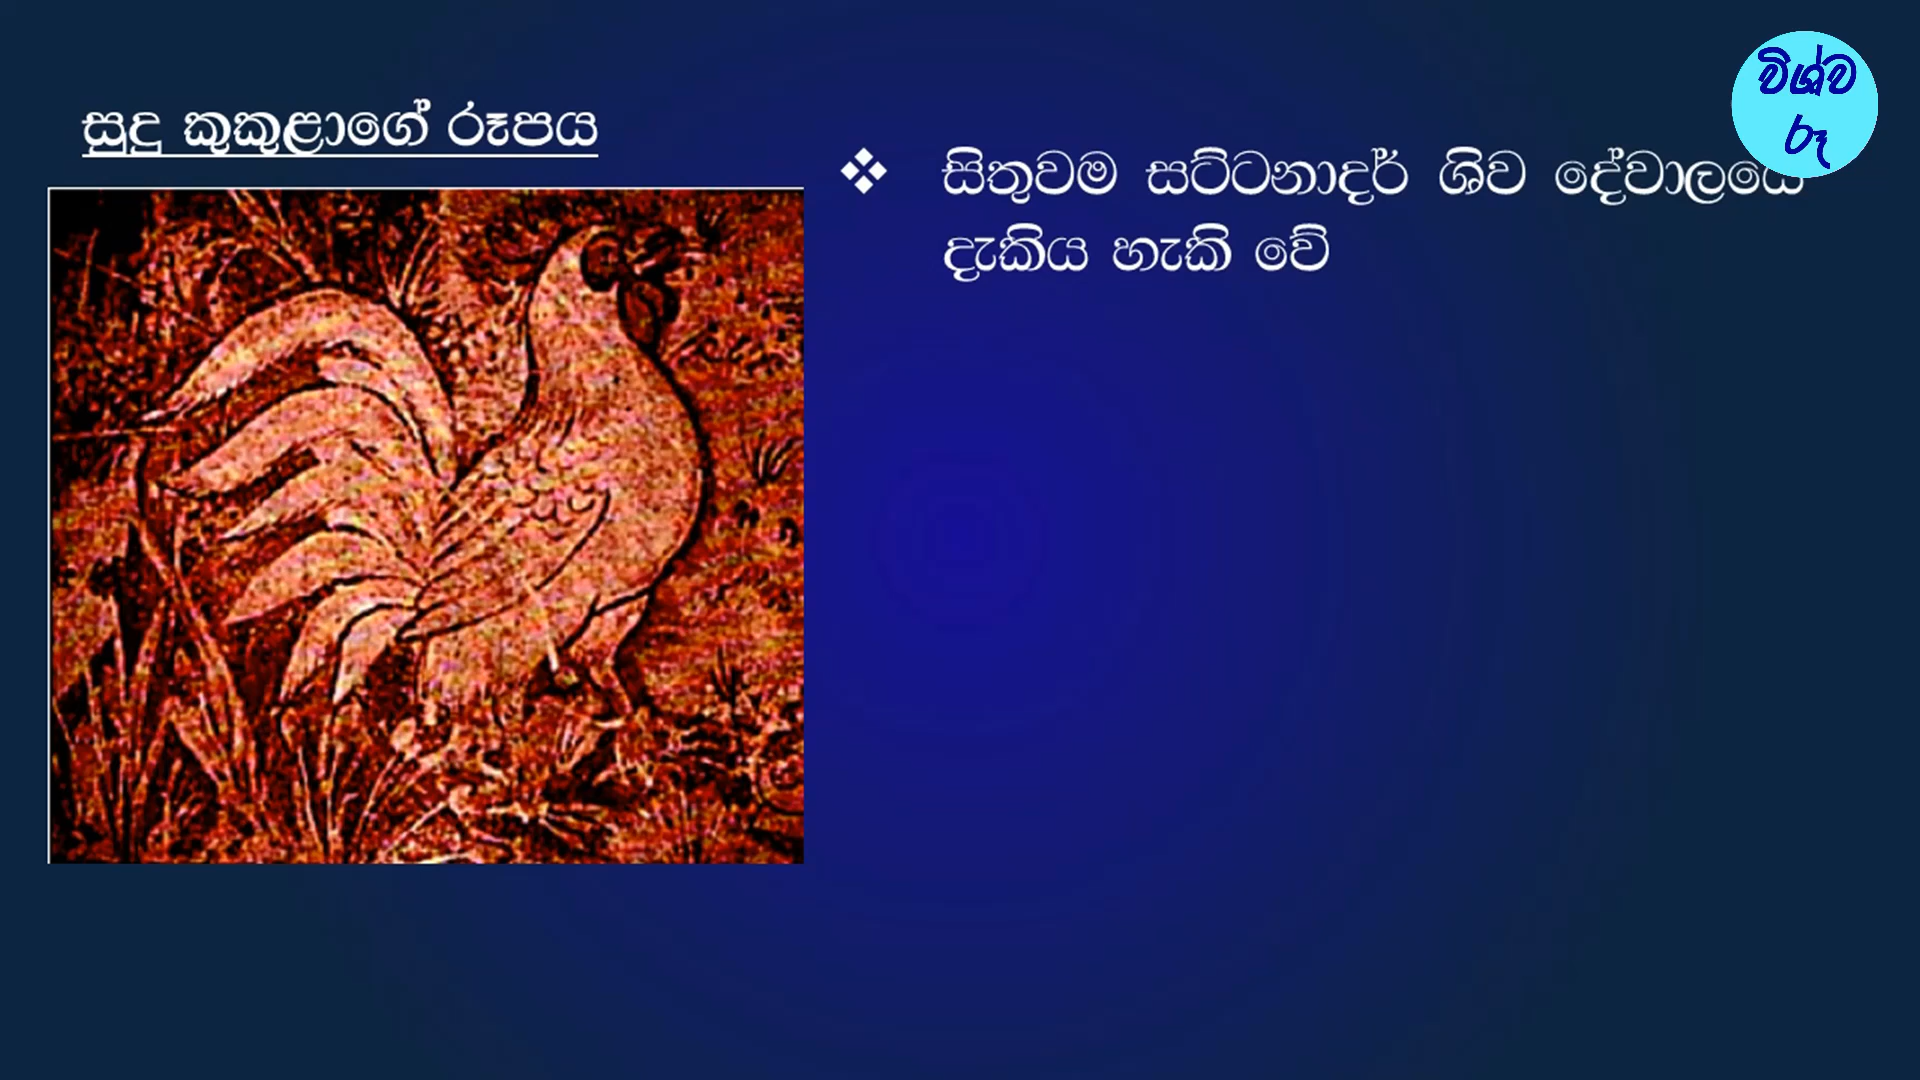 සුදු කුකුළාගේ රූපය
❖ සිතුවම සට්ටනාදර් ශිව දේවාලයේ
දැකිය හැකි වේ
විශ්ව
රූ